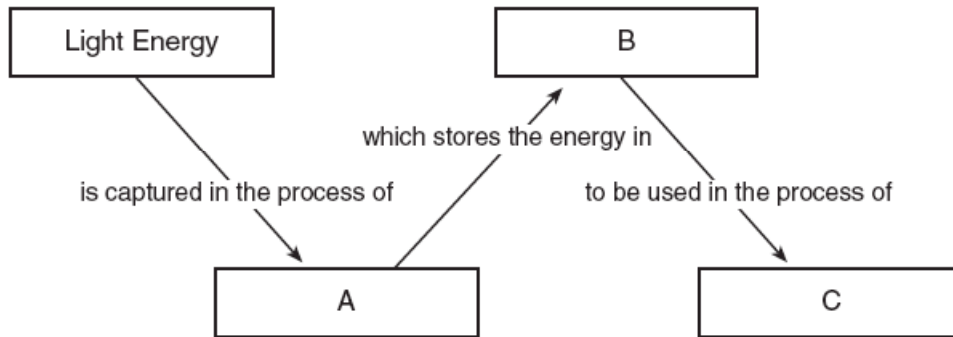 Light Energy
B
which stores the energy in
is captured in the process of
to be used in the process of
A
C